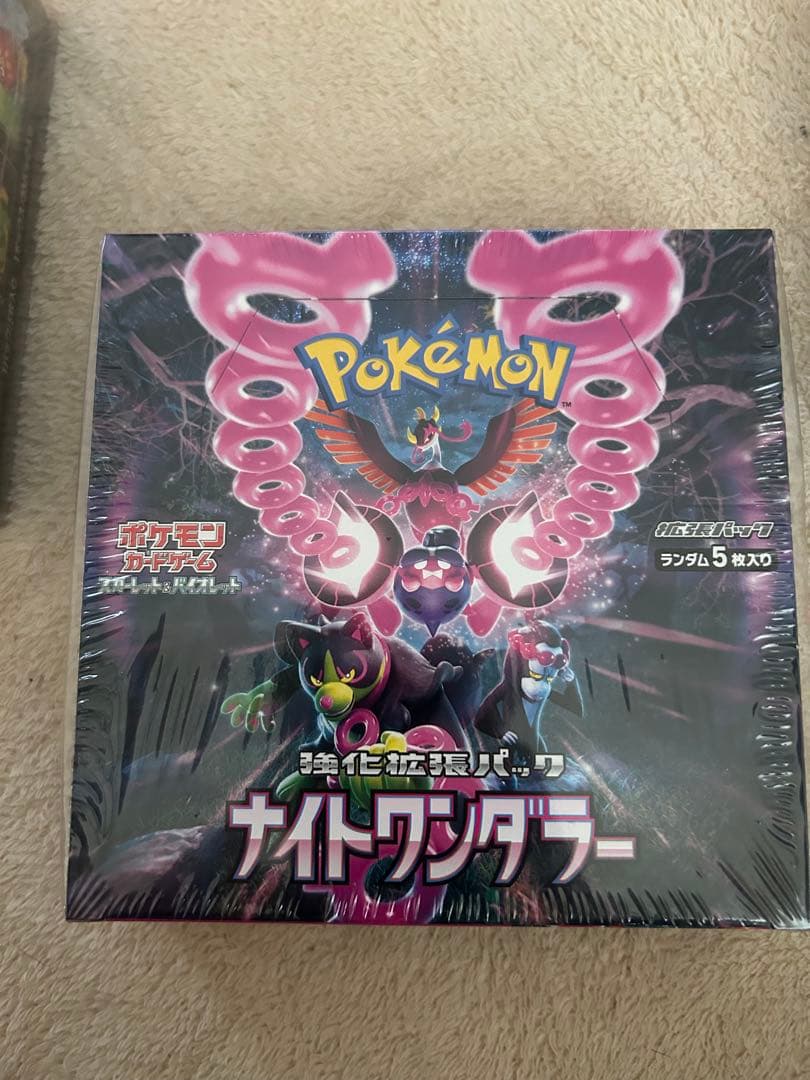 POKéMON
TM
ポケモン
カードゲーム
スカーレット&バイオレット
拡張パック
ランダム5枚入り
強化拡張パック
ナイトワンダラー